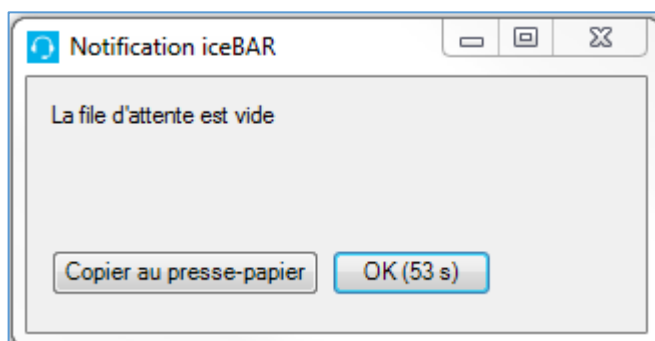 Notification iceBAR
La file d'attente est vide
Copier au presse-papier OK (53 s)